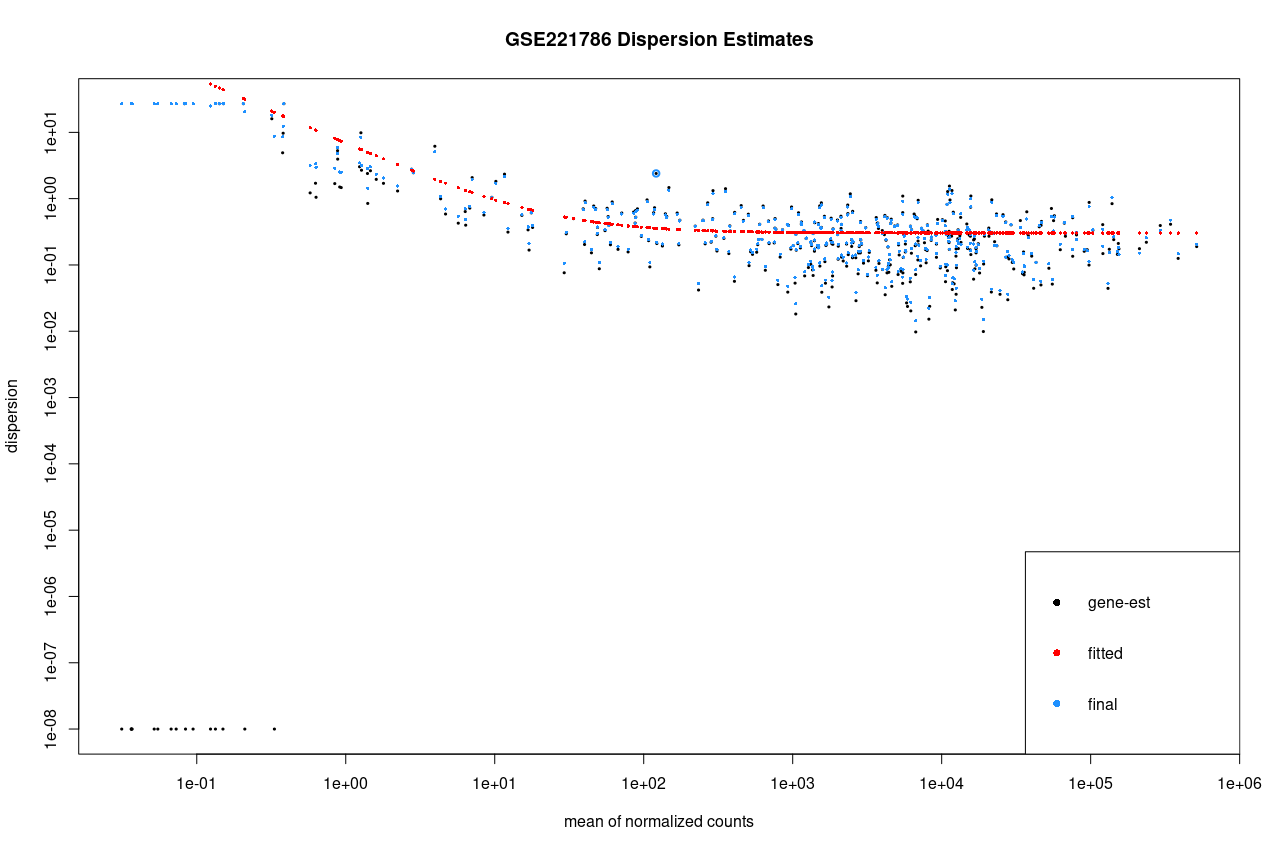 GSE221786 Dispersion Estimates
dispersion
1e+01
1e+00
1e-01
1e-02
1e-03
1e-04
1e-05
1e-06
1e-07
1e-08
gene-est
fitted
final
1e-01 1e+00 1e+01 1e+02 1e+03 1e+04 1e+05 1e+06
mean of normalized counts